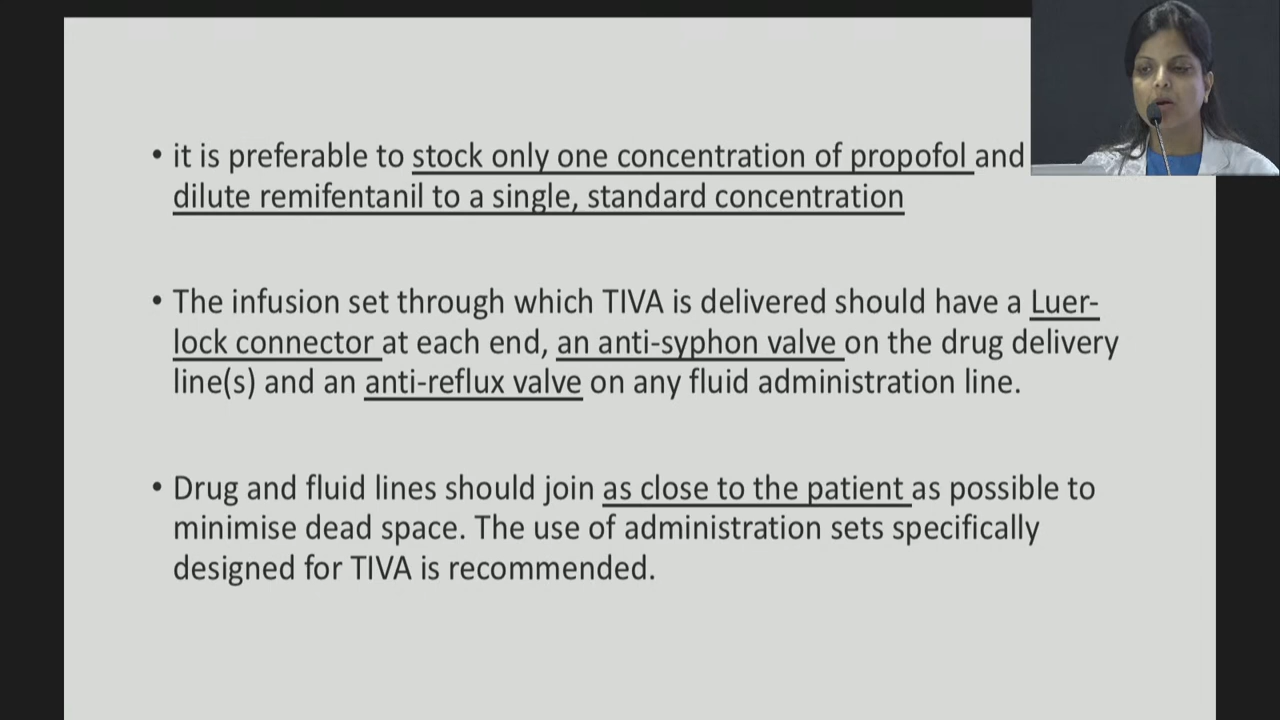 • it is preferable to stock only one concentration of propofol and
dilute remifentanil to a single, standard concentration
• The infusion set through which TIVA is delivered should have a Luer-
lock connector at each end, an anti-syphon valve on the drug delivery
line(s) and an anti-reflux valve on any fluid administration line.
• Drug and fluid lines should join as close to the patient as possible to
minimise dead space. The use of administration sets specifically
designed for TIVA is recommended.